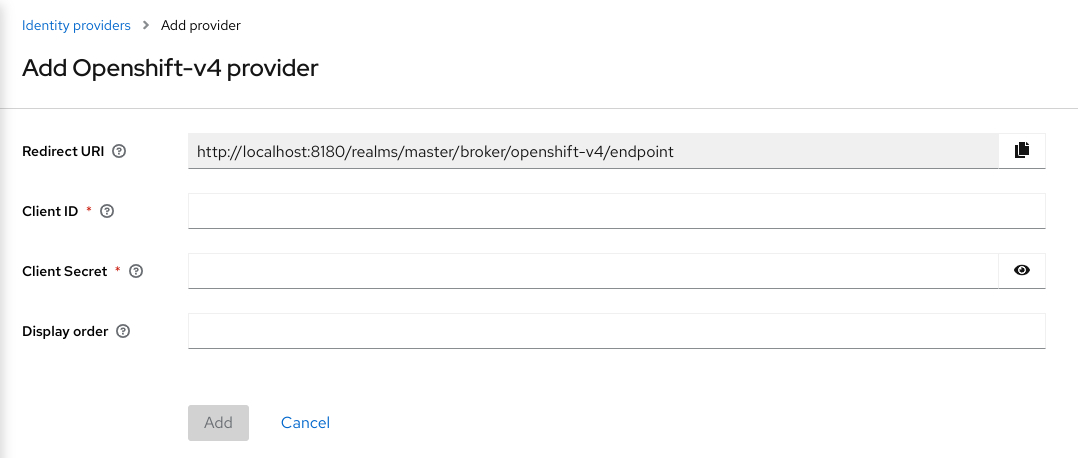 Identity providers > Add provider
Add Openshift-v4 provider
Redirect URI
http://localhost:8180/realms/master/broker/openshift-v4/endpoint
Client ID *
Client Secret *
Display order
Add Cancel